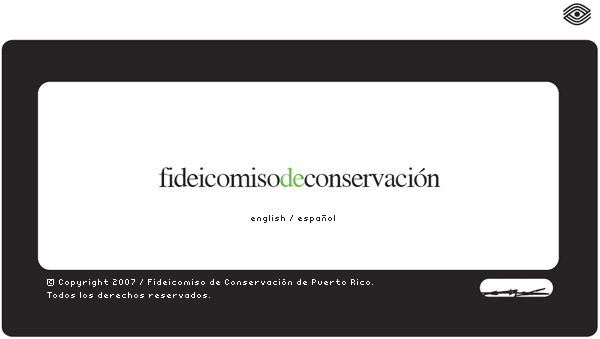 fideicomisodeconservación
english / español
© Copyright 2007 / Fideicomiso de Conservación de Puerto Rico.
Todos los derechos reservados.